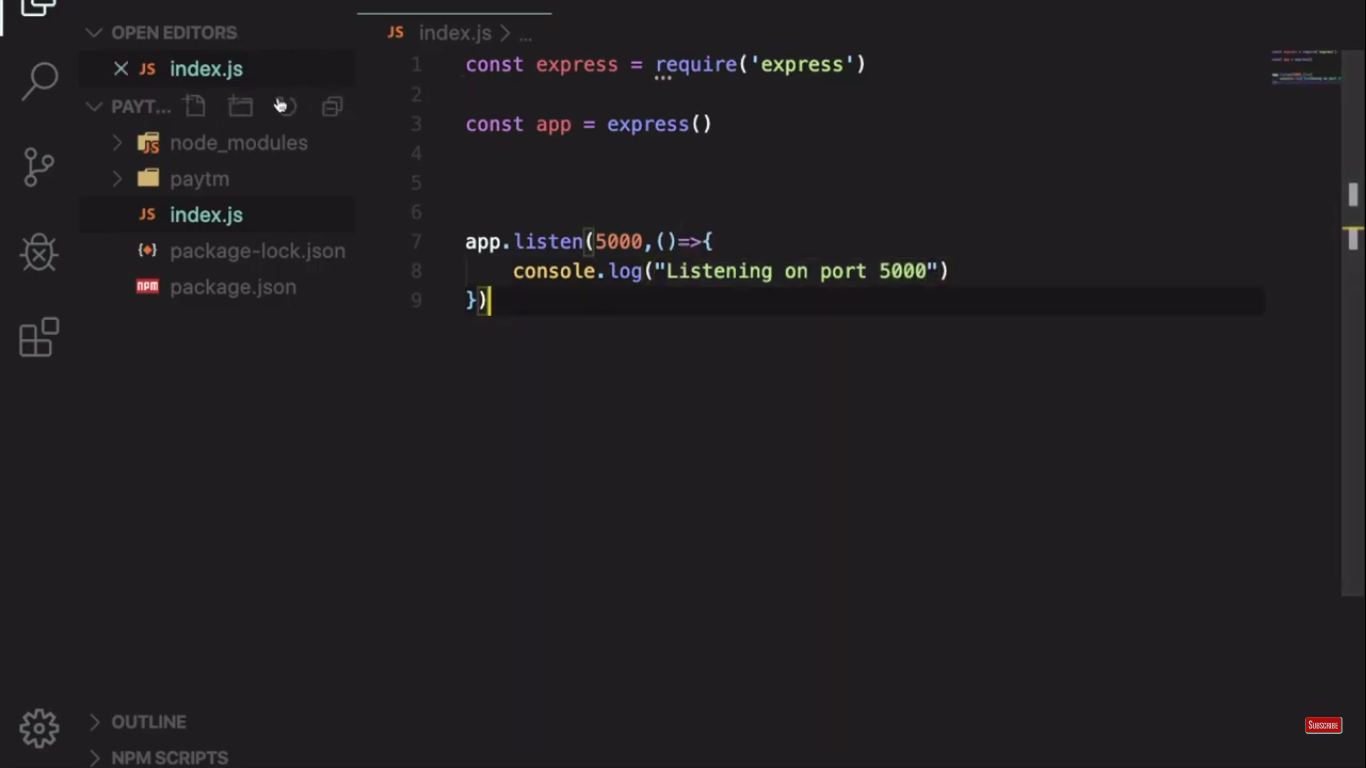 OPEN EDITORS
JS index.js
PAYT...
node_modules
paytm
JS index.js
package-lock.json
npm package.json
OUTLINE
NPM SCRIPTS
JS index.js > ...
1 const express = require('express')
2
3 const app = express()
4
5
6
7 app.listen(5000,()=>{
8 console.log("Listening on port 5000")
9 })
SUBSCRIBE